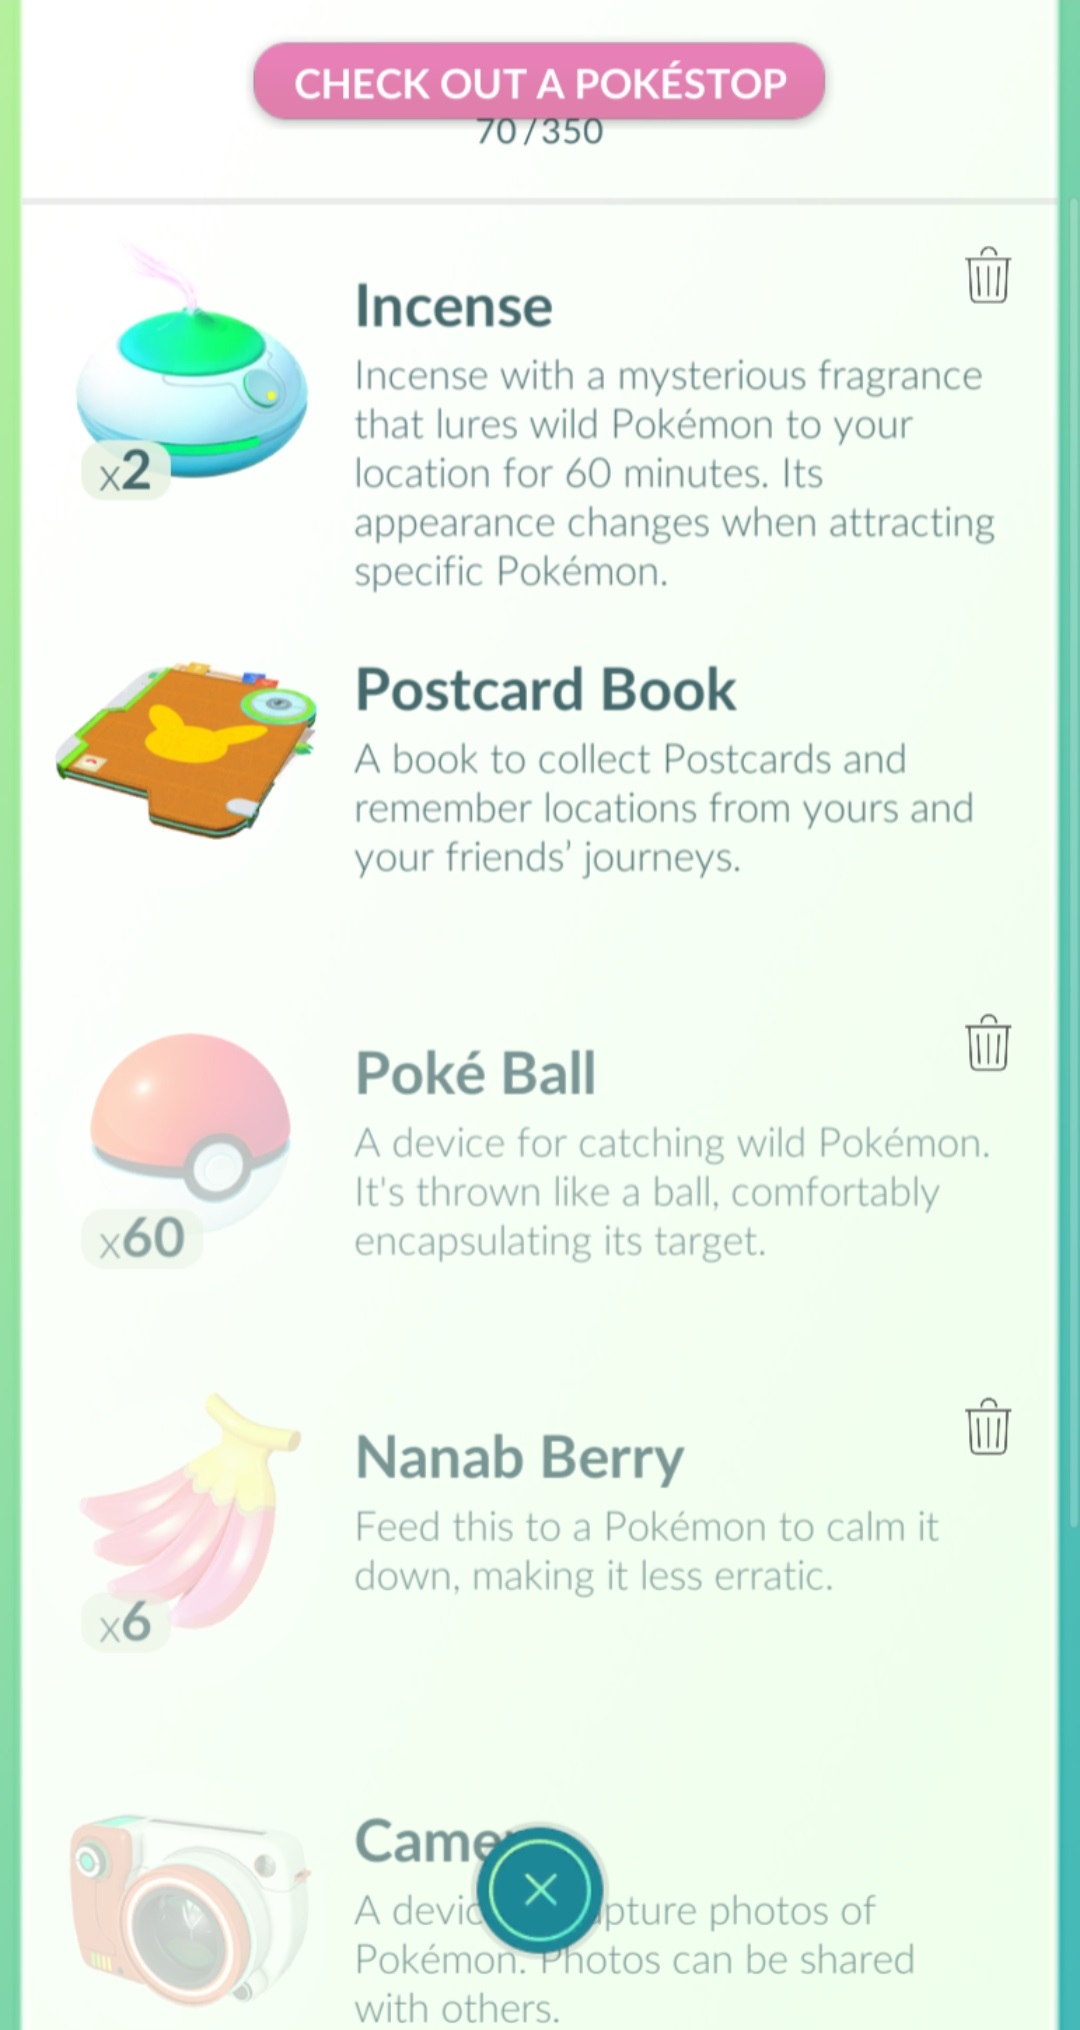 CHECK OUT A POKÉSTOP
70/350
Incense
Incense with a mysterious fragrance
that lures wild Pokémon to your
location for 60 minutes. Its
appearance changes when attracting
specific Pokémon.
x2
Postcard Book
A book to collect Postcards and
remember locations from yours and
your friends’ journeys.
Poké Ball
A device for catching wild Pokémon.
It's thrown like a ball, comfortably
encapsulating its target.
x60
Nanab Berry
Feed this to a Pokémon to calm it
down, making it less erratic.
x6
Came
A devic pture photos of
Pokémon. Photos can be shared
with others.